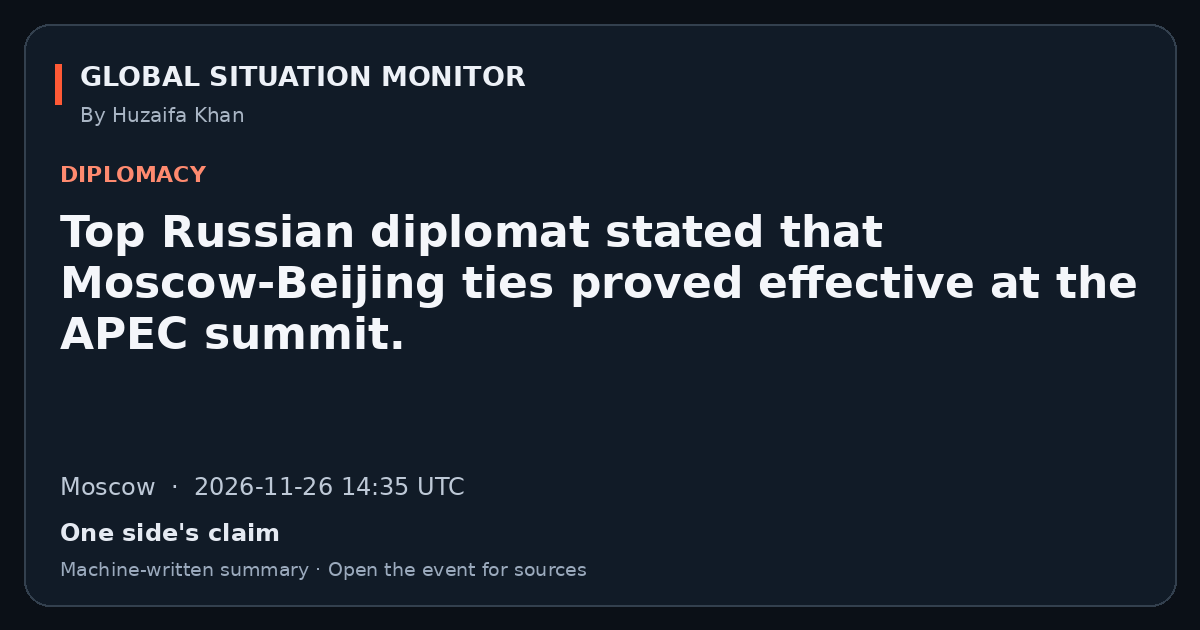 GLOBAL SITUATION MONITOR
By Huzaifa Khan
DIPLOMACY
Top Russian diplomat stated that
Moscow-Beijing ties proved effective at the
APEC summit.
Moscow · 2026-11-26 14:35 UTC
One side's claim
Machine-written summary · Open the event for sources